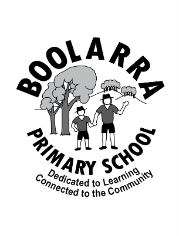 BOOLARRA
PRIMARY SCHOOL
Dedicated to Learning
Connected to the Community